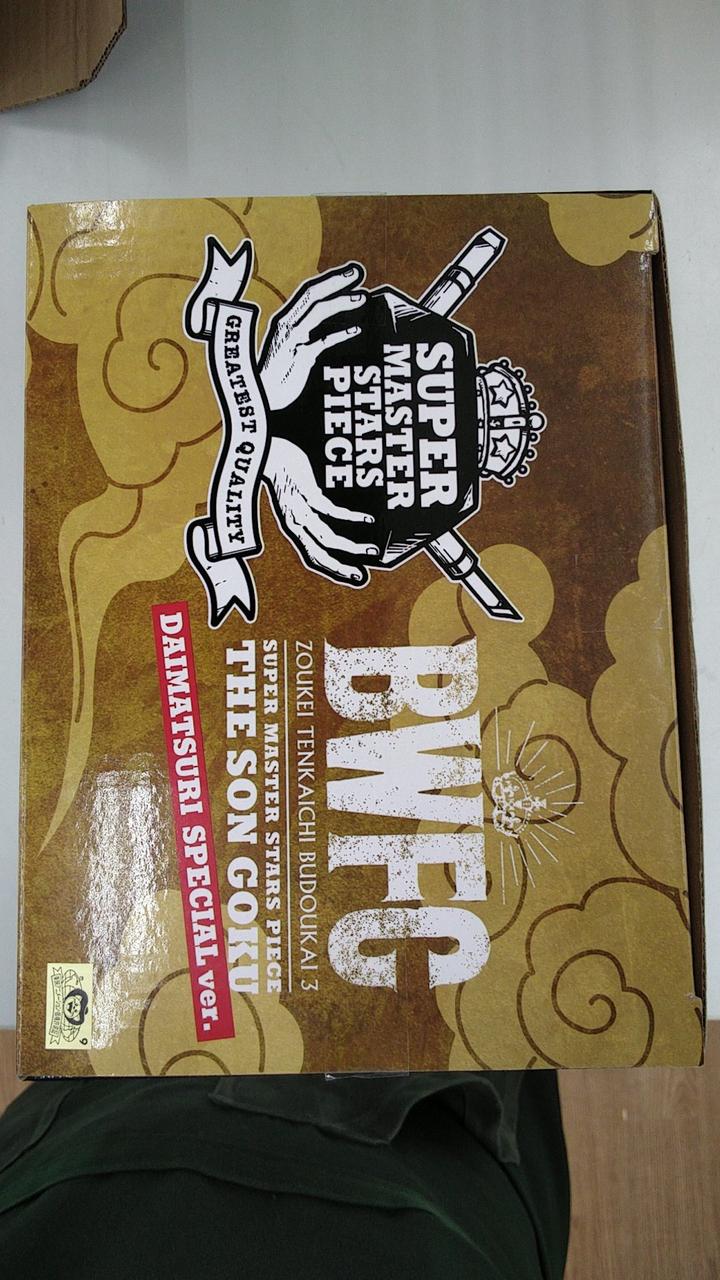 SUPER
MASTER
STARS
PIECE
GREATEST QUALITY
BWFC
ZOUKEI TENKAICHI BUDOUKAI 3
SUPER MASTER STARS PIECE
THE SON GOKU
DAIMATSURI SPECIAL ver.
9